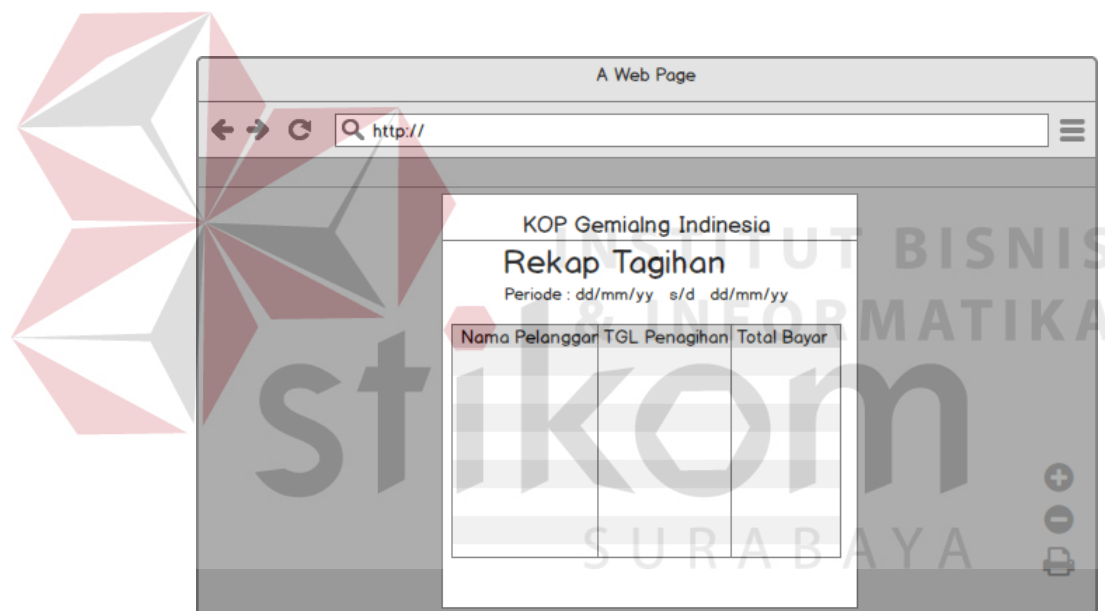 A Web Page
http://
KOP Gemialng Indinesia
Rekap Tagihan
Periode : dd/mm/yy s/d dd/mm/yy
Nama Pelanggan TGL Penagihan Total Bayar
INSTITUT BISNIS
& INFORMATIKA
stikom
SURABAYA